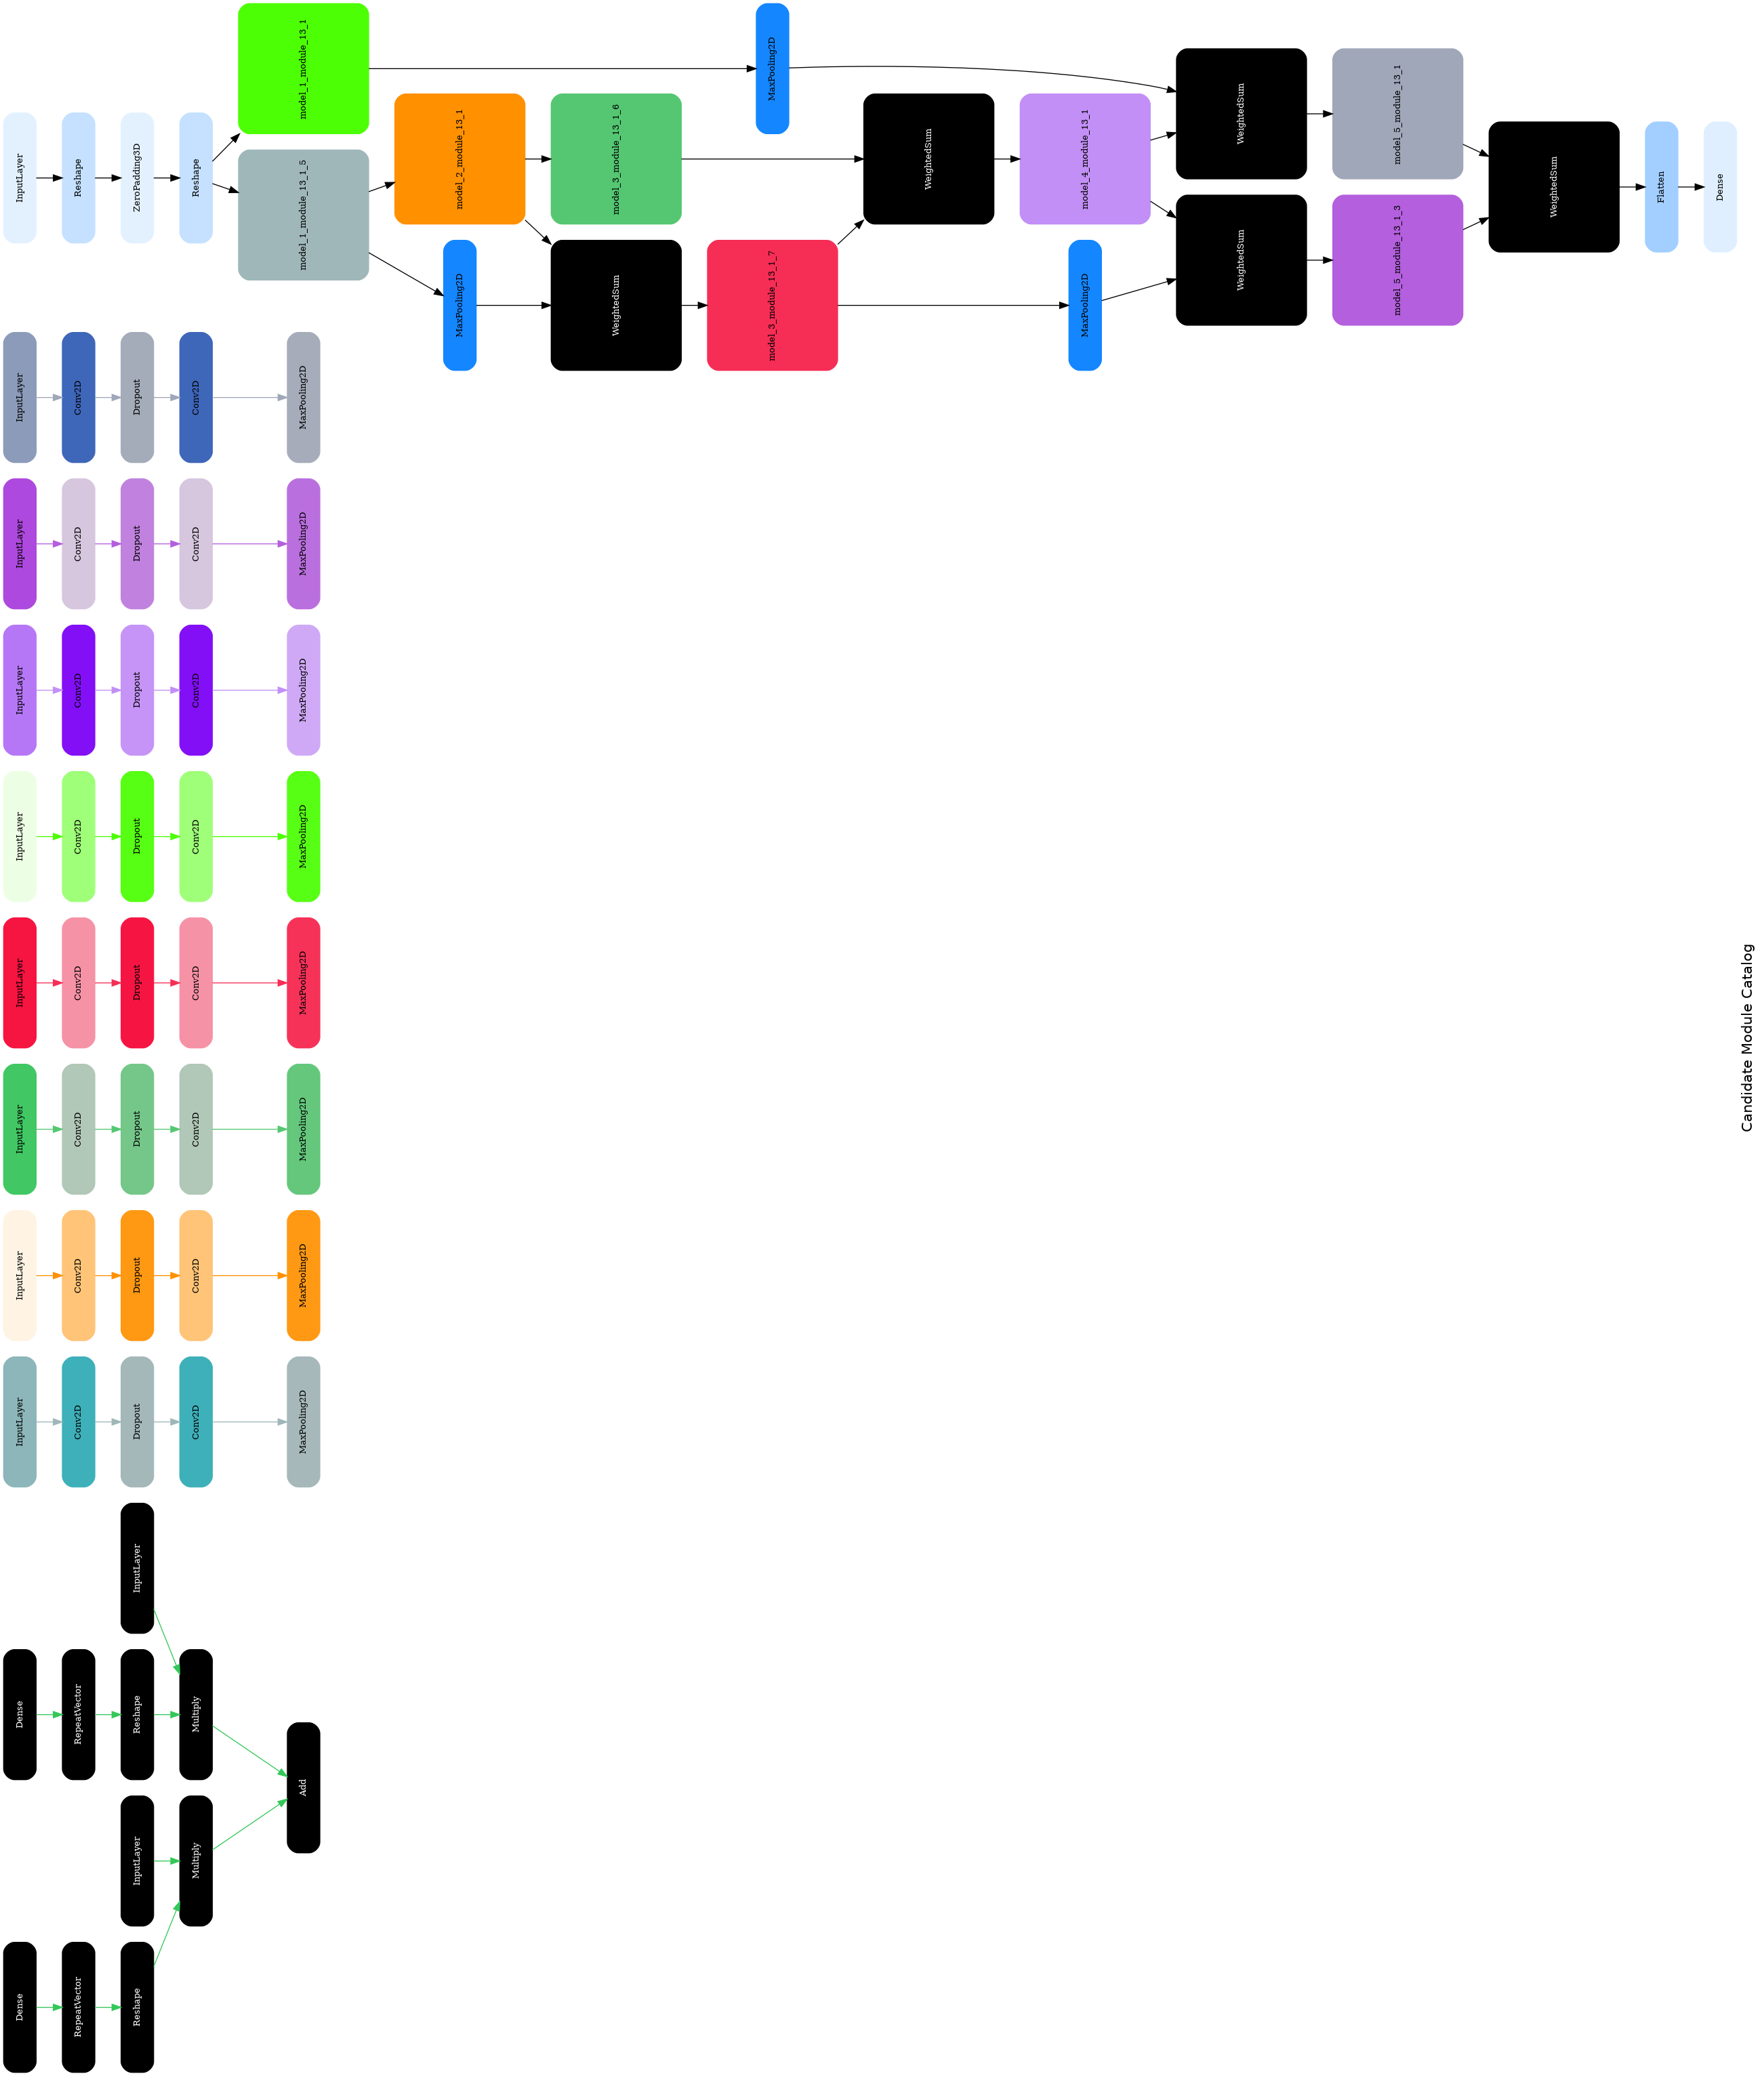 InputLayer
Reshape
ZeroPadding3D
Reshape
model_1_module_13_1
model_1_module_13_1_5
MaxPooling2D
model_2_module_13_1
model_3_module_13_1_6
MaxPooling2D
WeightedSum
model_3_module_13_1_7
WeightedSum
model_4_module_13_1
MaxPooling2D
WeightedSum
WeightedSum
model_5_module_13_1
model_5_module_13_1_3
WeightedSum
Flatten
Dense
InputLayer
Conv2D
Dropout
Conv2D
MaxPooling2D
InputLayer
Conv2D
Dropout
Conv2D
MaxPooling2D
InputLayer
Conv2D
Dropout
Conv2D
MaxPooling2D
InputLayer
Conv2D
Dropout
Conv2D
MaxPooling2D
InputLayer
Conv2D
Dropout
Conv2D
MaxPooling2D
InputLayer
Conv2D
Dropout
Conv2D
MaxPooling2D
InputLayer
Conv2D
Dropout
Conv2D
MaxPooling2D
InputLayer
Conv2D
Dropout
Conv2D
MaxPooling2D
InputLayer
Dense
RepeatVector
Reshape
Multiply
InputLayer
Multiply
Add
Dense
RepeatVector
Reshape
Candidate Module Catalog